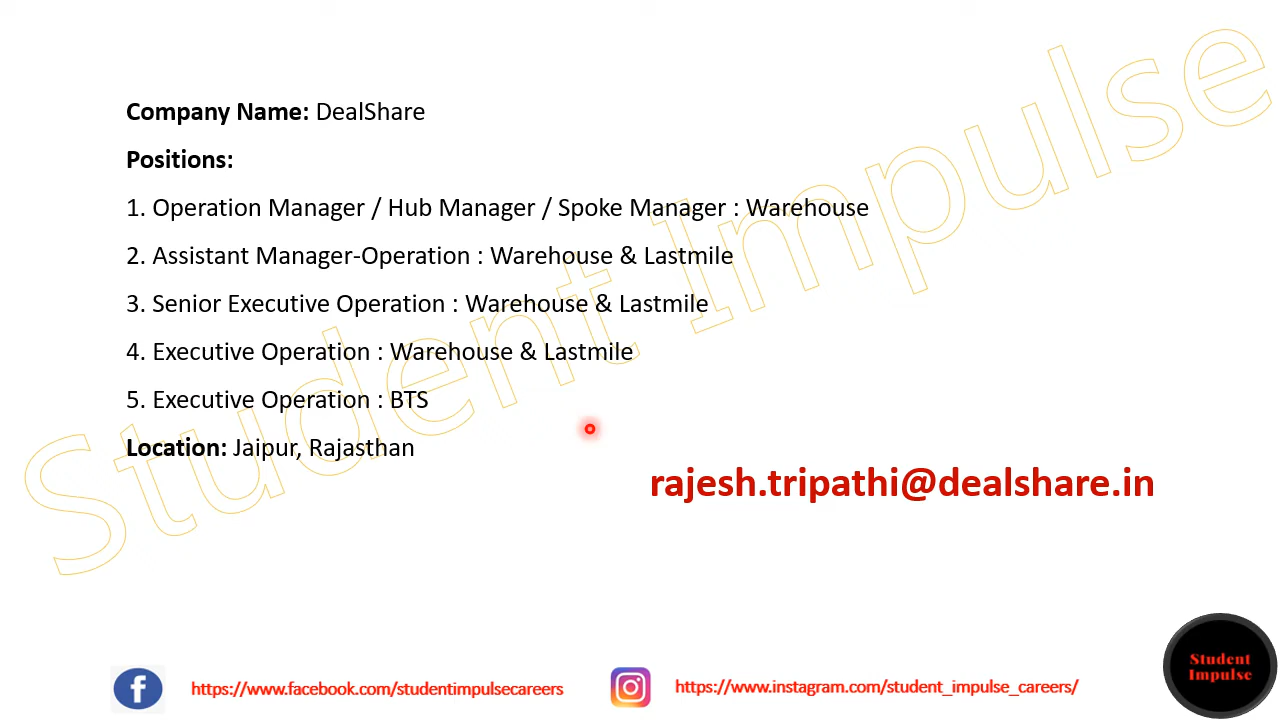 Student Impulse
Company Name: DealShare
Positions:
1. Operation Manager / Hub Manager / Spoke Manager : Warehouse
2. Assistant Manager-Operation : Warehouse & Lastmile
3. Senior Executive Operation : Warehouse & Lastmile
4. Executive Operation : Warehouse & Lastmile
5. Executive Operation : BTS
Location: Jaipur, Rajasthan
rajesh.tripathi@dealshare.in
https://www.facebook.com/studentimpulsecareers
https://www.instagram.com/student_impulse_careers/
Student
Impulse